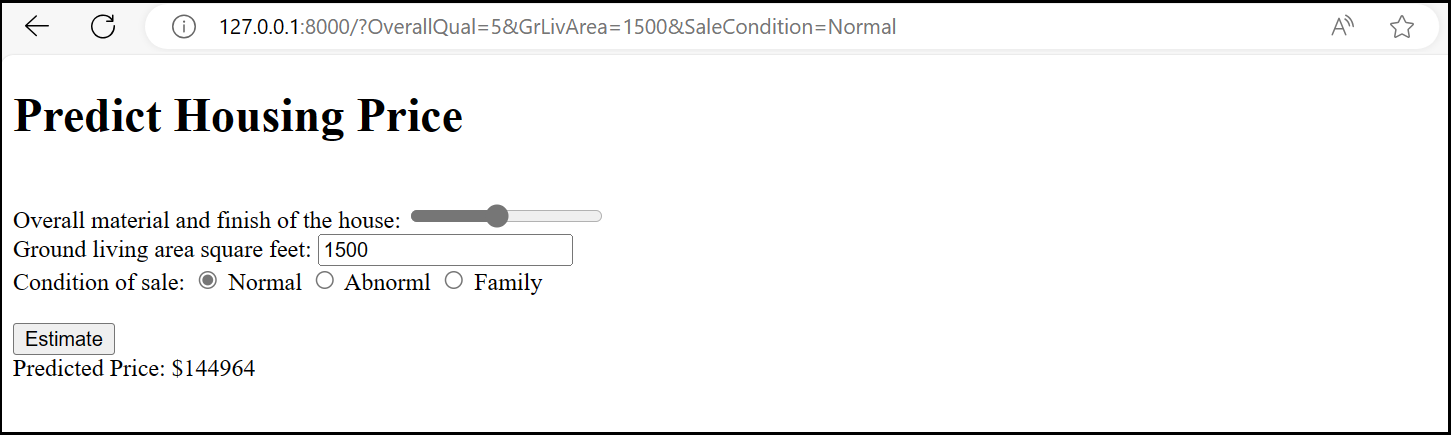 127.0.0.1:8000/?OverallQual=5&GrLivArea=1500&SaleCondition=Normal
Predict Housing Price
Overall material and finish of the house:
Ground living area square feet: 1500
Condition of sale: Normal Abnorml Family
Estimate
Predicted Price: $144964